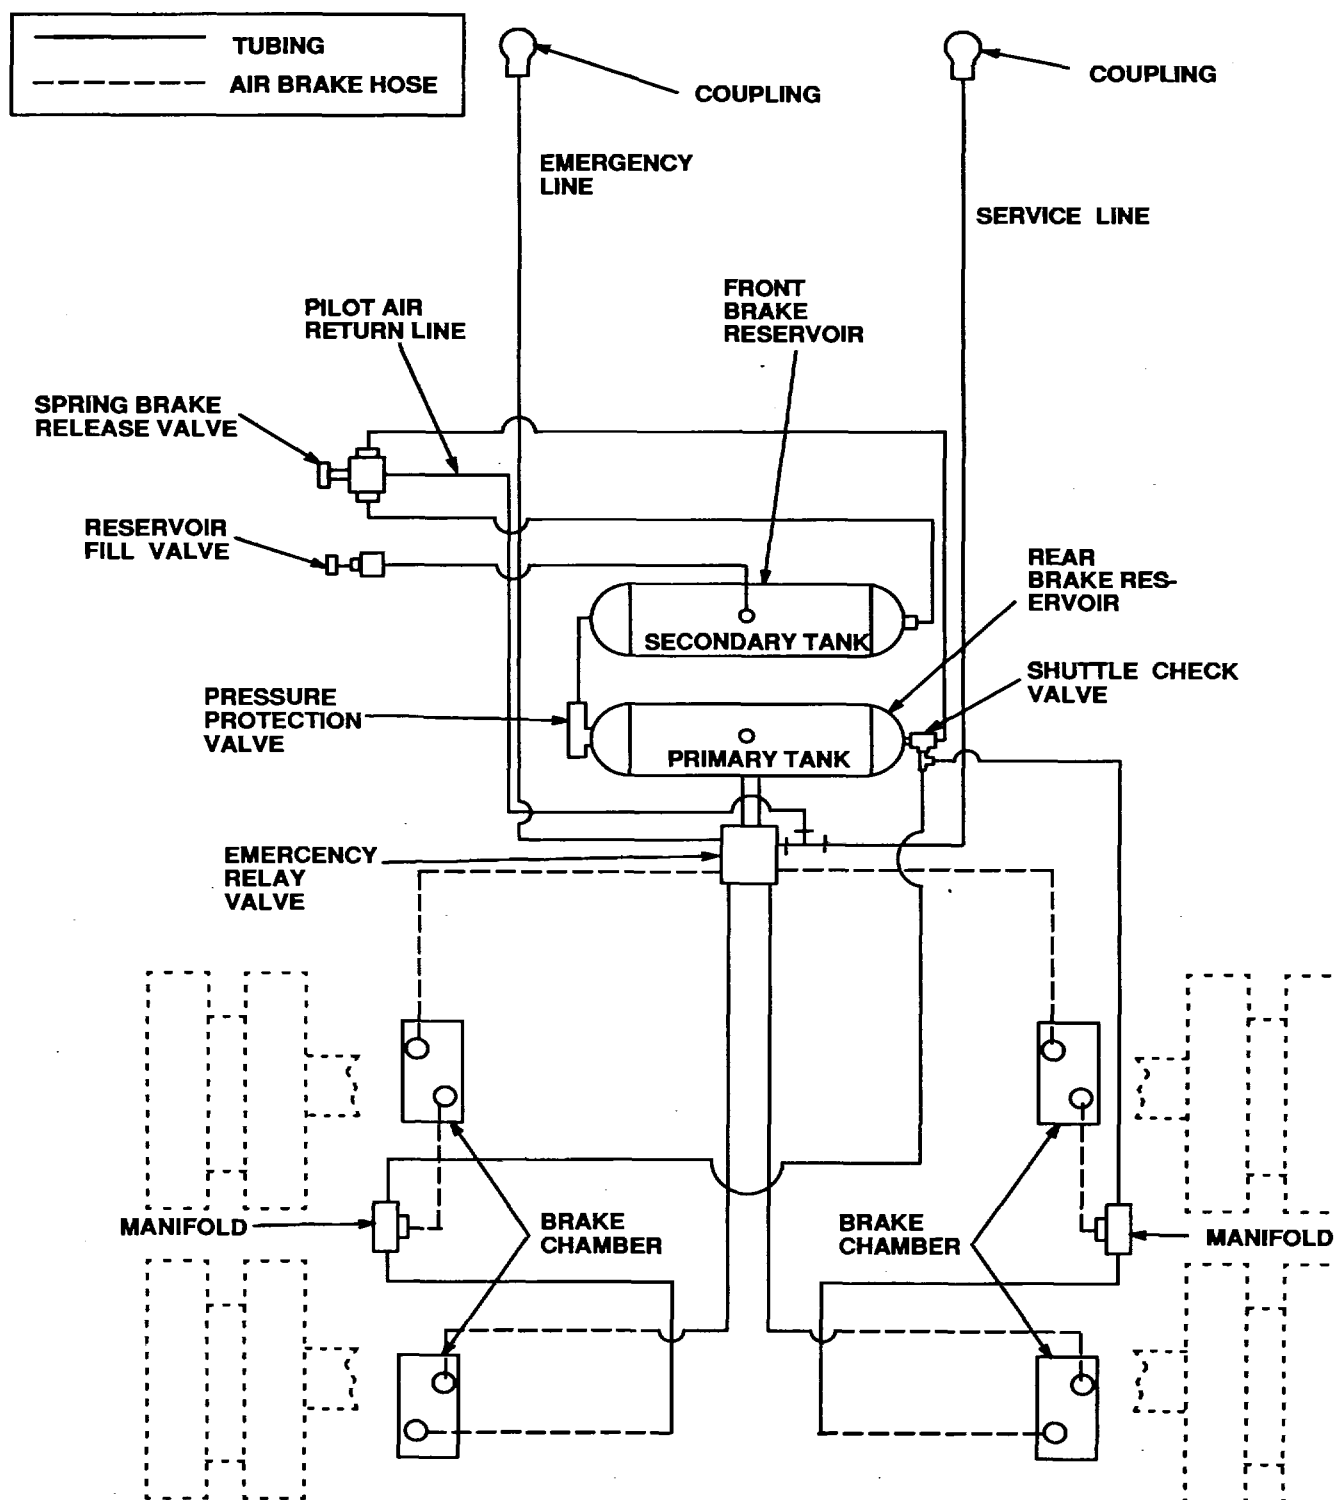 TUBING
AIR BRAKE HOSE
COUPLING
COUPLING
EMERGENCY
LINE
SERVICE LINE
FRONT
BRAKE
RESERVOIR
PILOT AIR
RETURN LINE
SPRING BRAKE
RELEASE VALVE
RESERVOIR
FILL VALVE
REAR
BRAKE RES-
ERVOIR
SECONDARY TANK
SHUTTLE CHECK
VALVE
PRESSURE
PROTECTION
VALVE
PRIMARY TANK
EMERCENCY
RELAY
VALVE
MANIFOLD
BRAKE
CHAMBER
BRAKE
CHAMBER
MANIFOLD